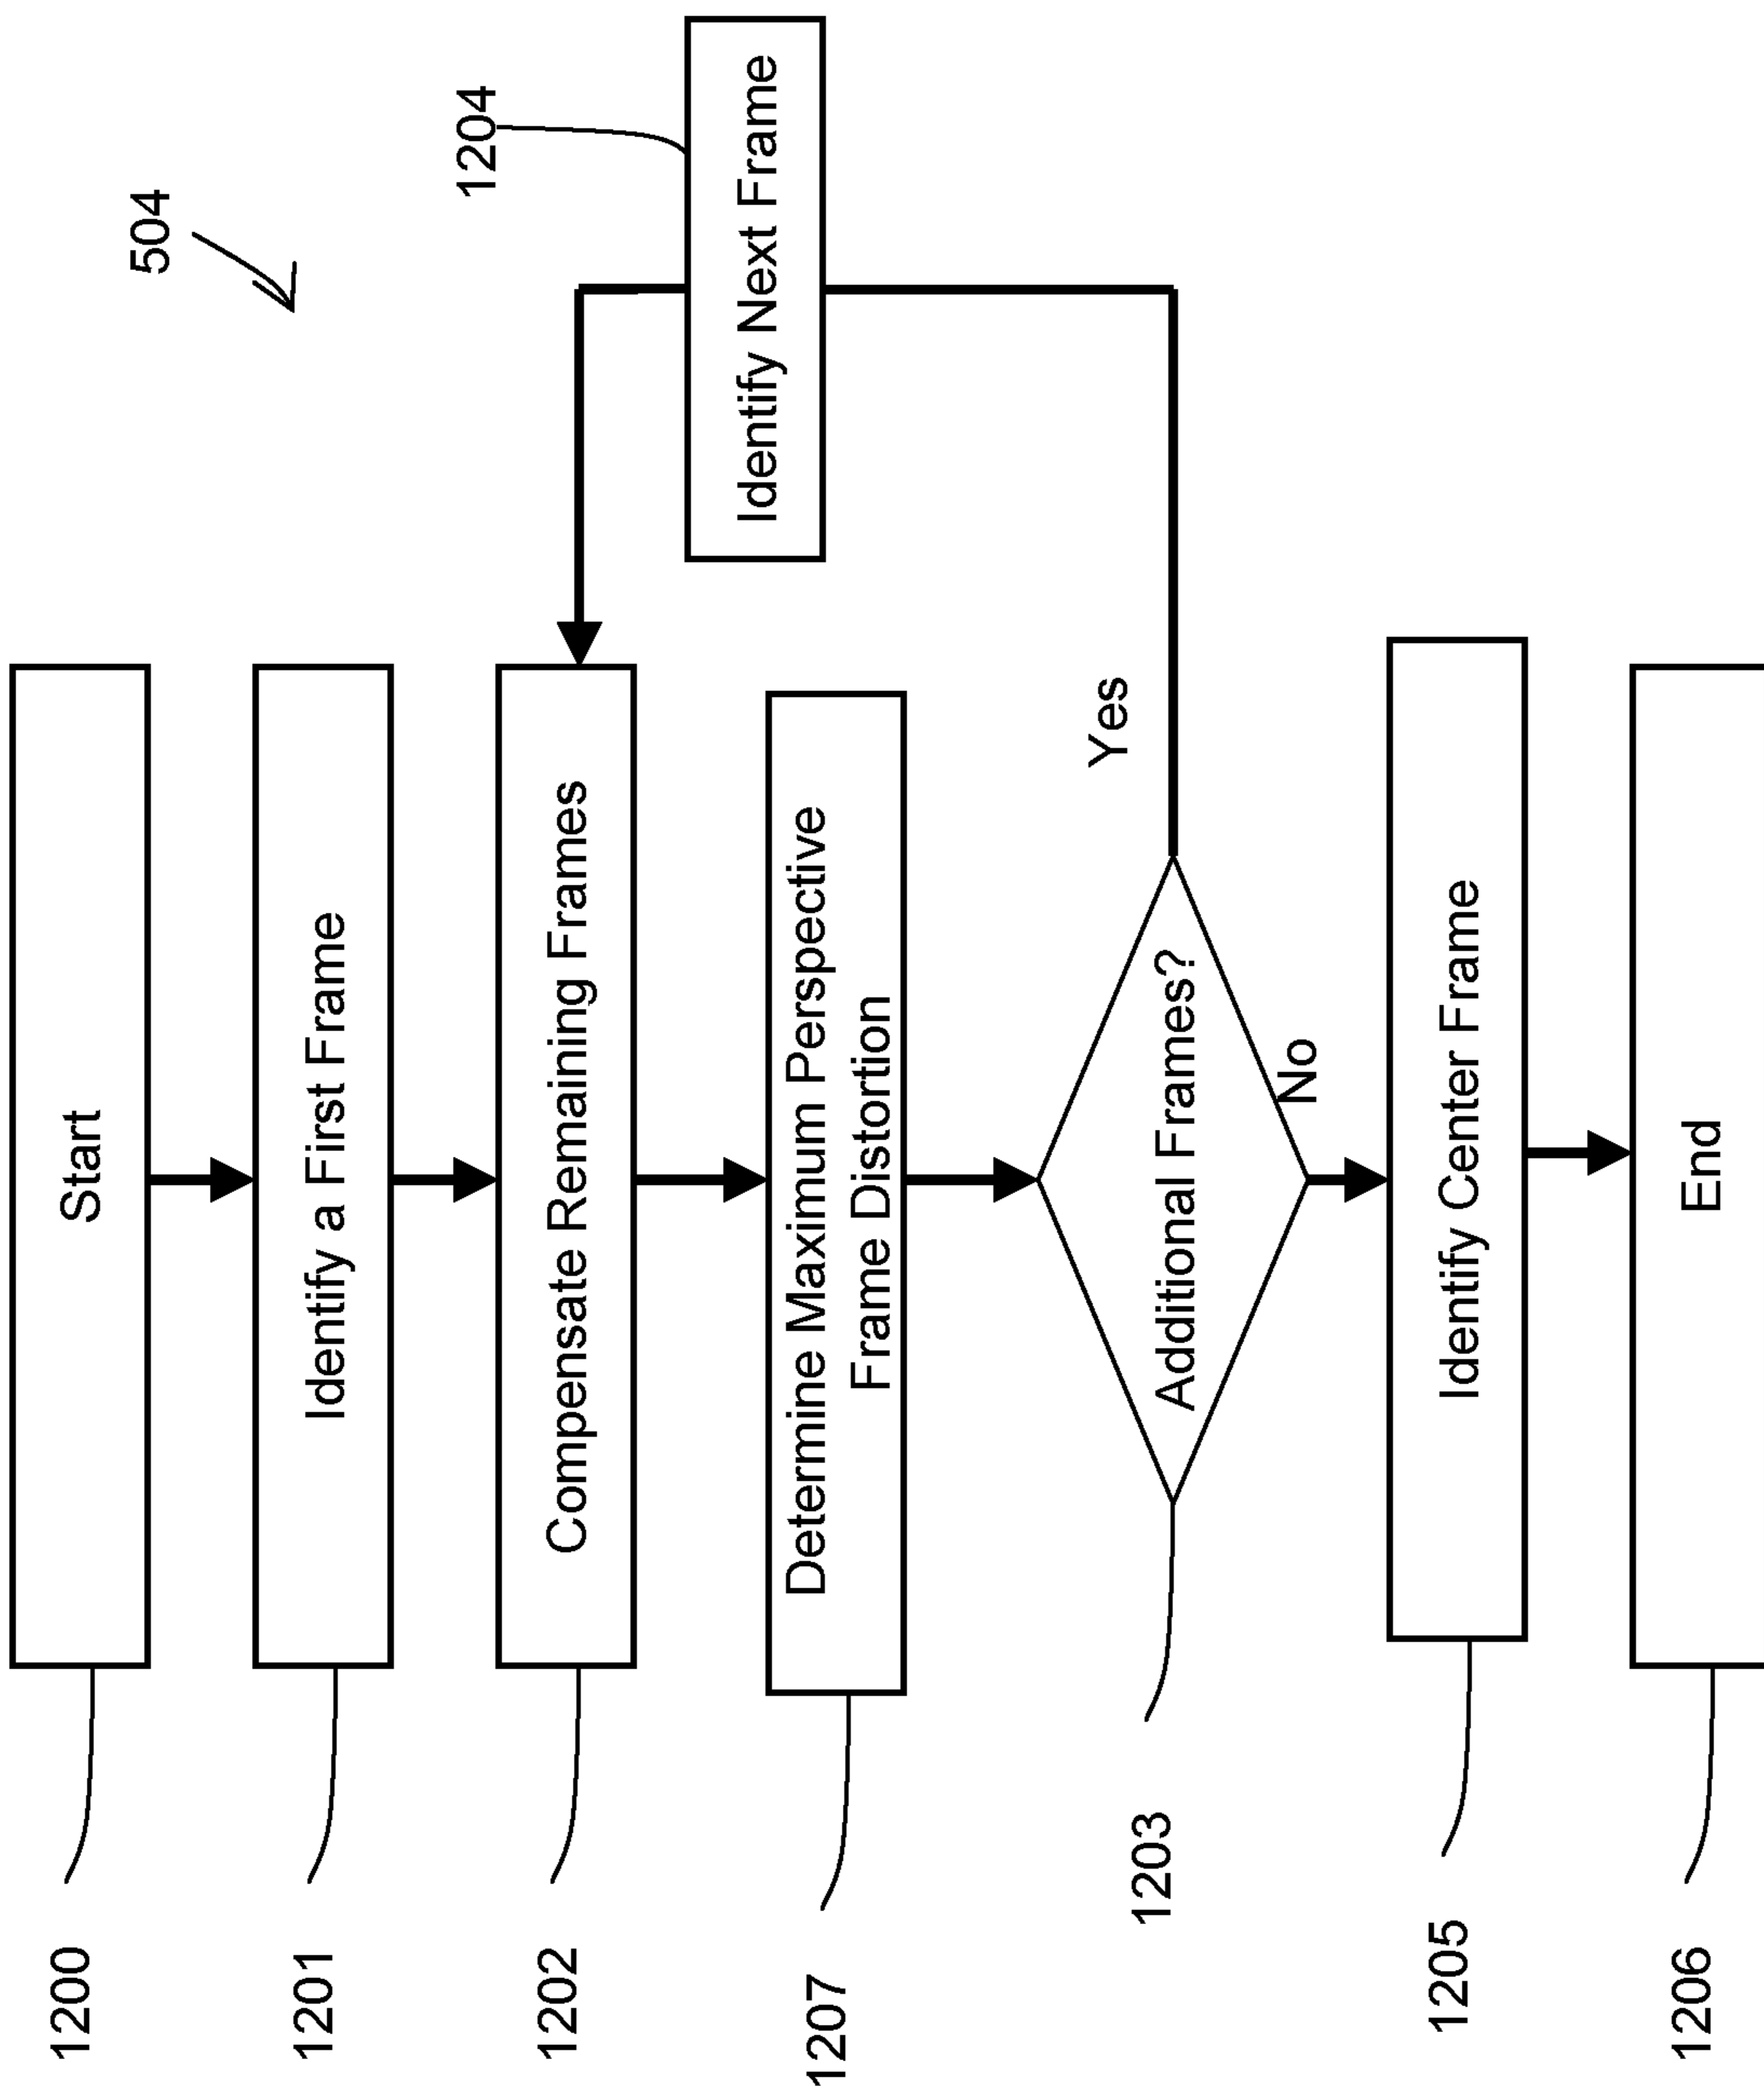 504
1200
Start
1201
Identify a First Frame
1202
Compensate Remaining Frames
1204
Identify Next Frame
1207
Determine Maximum Perspective
Frame Distortion
1203
Additional Frames?
Yes
No
1205
Identify Center Frame
1206
End